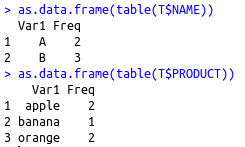 > as.data.frame(table(T$NAME))
  Var1 Freq
1    A    2
2    B    3
> as.data.frame(table(T$PRODUCT))
    Var1 Freq
1  apple    2
2 banana    1
3 orange    2